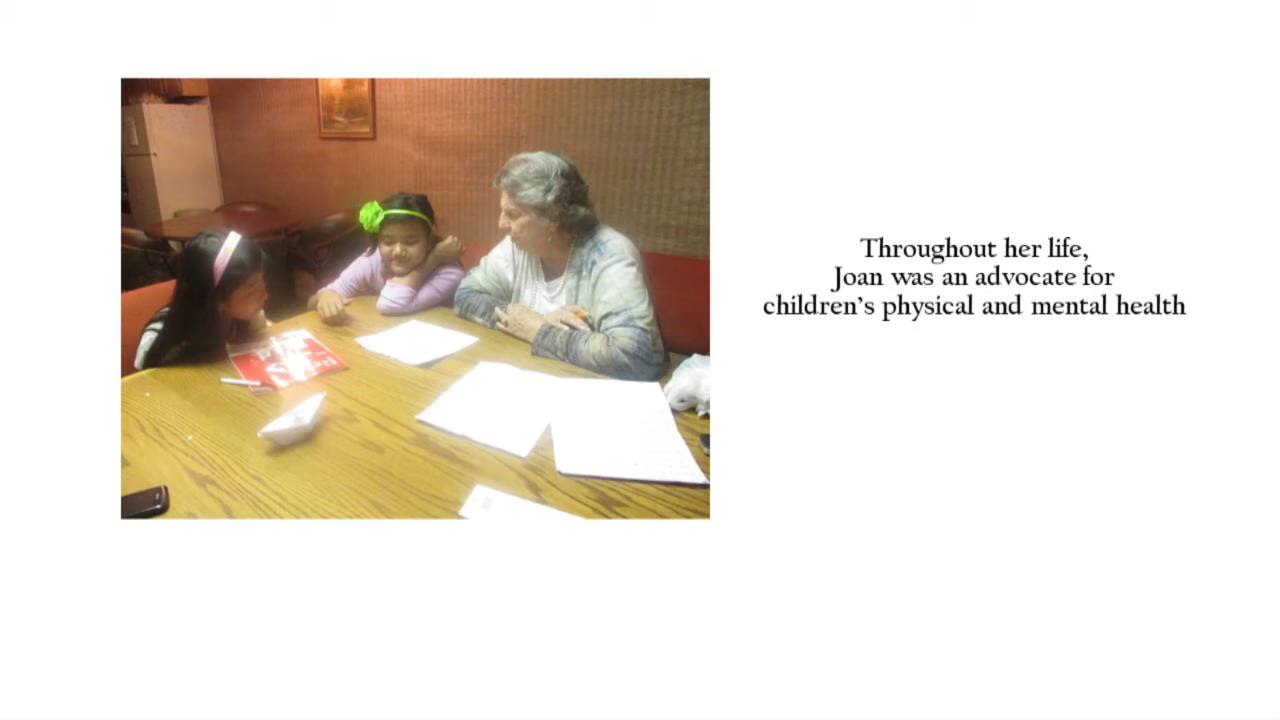 Throughout her life,
Joan was an advocate for
children's physical and mental health